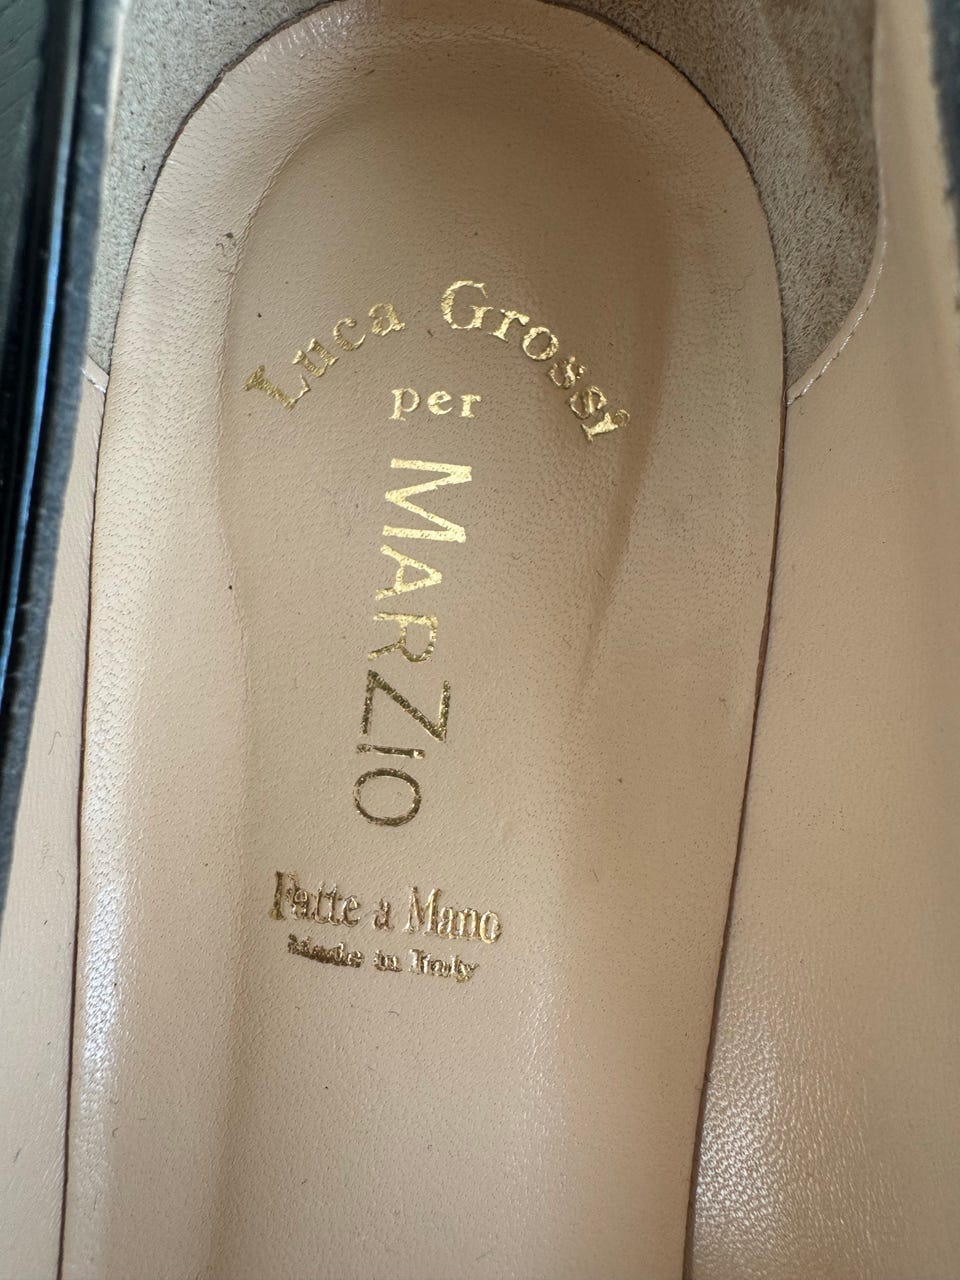 Luca Grossi
per
MARZIO
Fatte a Mano
Made in Italy